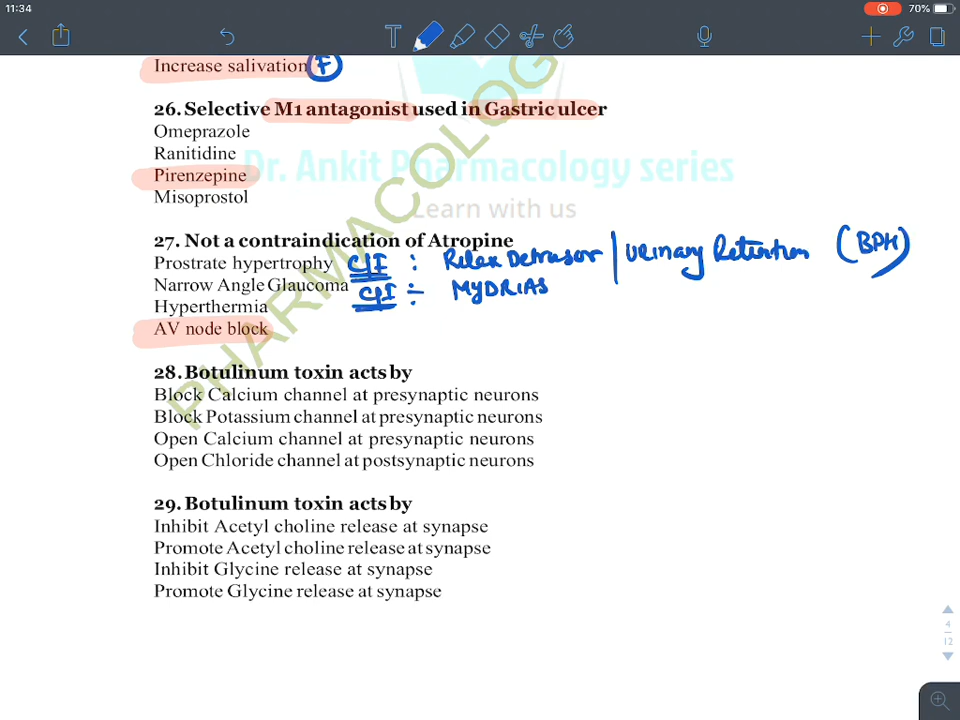 11:34
70%
Increase salivation F
26. Selective M1 antagonist used in Gastric ulcer
Omeprazole
Ranitidine
Pirenzepine
Misoprostol
Dr. Ankit Pharmacology series
Learn with us
PHARMACOLOG
27. Not a contraindication of Atropine
Prostrate hypertrophy C/I : Relax Detrusor / Urinary Retention (BPH)
Narrow Angle Glaucoma C/I : MYDRIAS
Hyperthermia
AV node block
28. Botulinum toxin acts by
Block Calcium channel at presynaptic neurons
Block Potassium channel at presynaptic neurons
Open Calcium channel at presynaptic neurons
Open Chloride channel at postsynaptic neurons
29. Botulinum toxin acts by
Inhibit Acetyl choline release at synapse
Promote Acetyl choline release at synapse
Inhibit Glycine release at synapse
Promote Glycine release at synapse
4
12